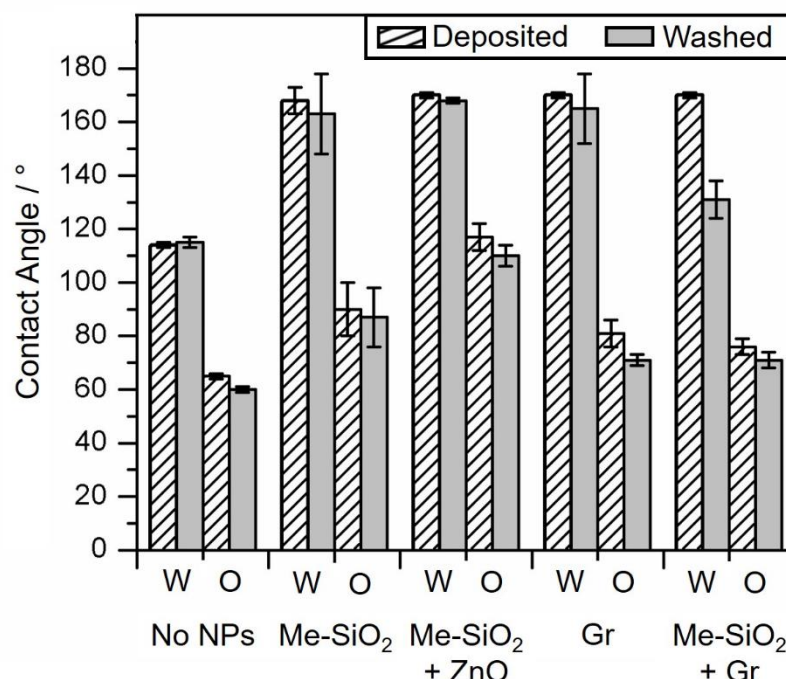 Deposited Washed
Contact Angle / °
180
160
140
120
100
80
60
40
20
0
W O W O W O W O W O
No NPs Me-SiO₂ Me-SiO₂ Gr Me-SiO₂
+ ZnO + Gr